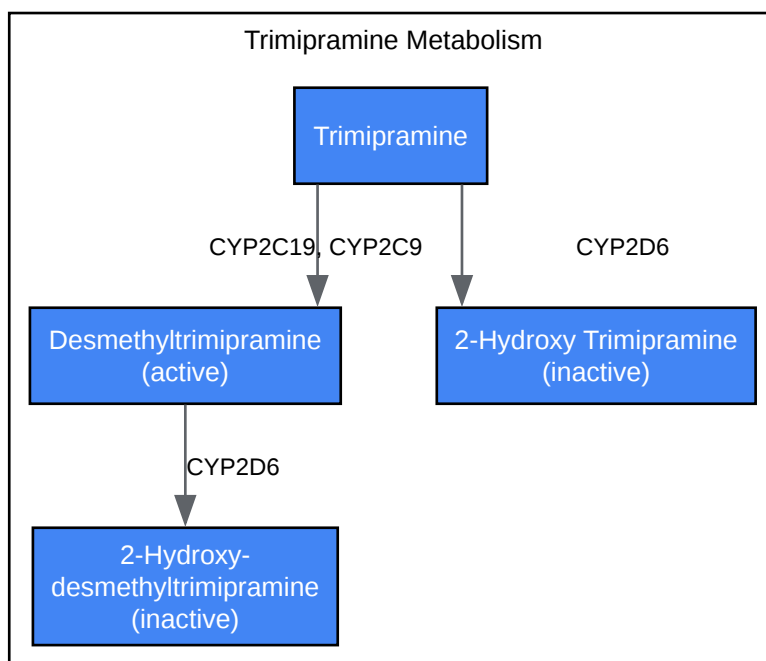 Trimipramine Metabolism
Trimipramine
CYP2C19, CYP2C9
CYP2D6
Desmethyltrimipramine
(active)
2-Hydroxy Trimipramine
(inactive)
CYP2D6
2-Hydroxy-
desmethyltrimipramine
(inactive)